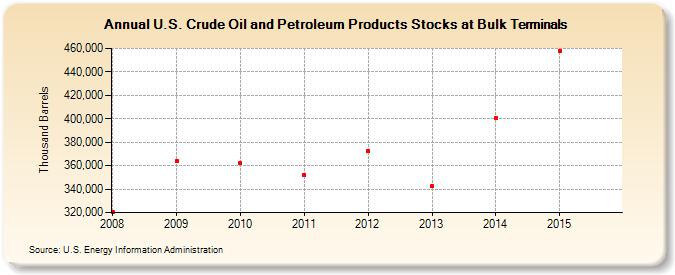 Annual U.S. Crude Oil and Petroleum Products Stocks at Bulk Terminals
Thousand Barrels
460,000
440,000
420,000
400,000
380,000
360,000
340,000
320,000
2008 2009 2010 2011 2012 2013 2014 2015
Source: U.S. Energy Information Administration